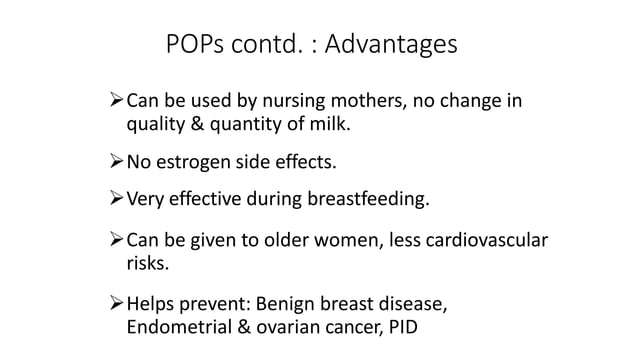 POPs contd. : Advantages
➢Can be used by nursing mothers, no change in
quality & quantity of milk.
➢No estrogen side effects.
➢Very effective during breastfeeding.
➢Can be given to older women, less cardiovascular
risks.
➢Helps prevent: Benign breast disease,
Endometrial & ovarian cancer, PID